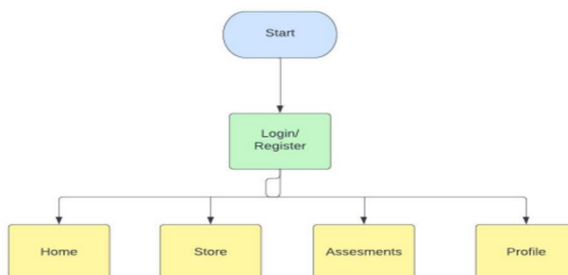 Start
Login/
Register
Home
Store
Assesments
Profile